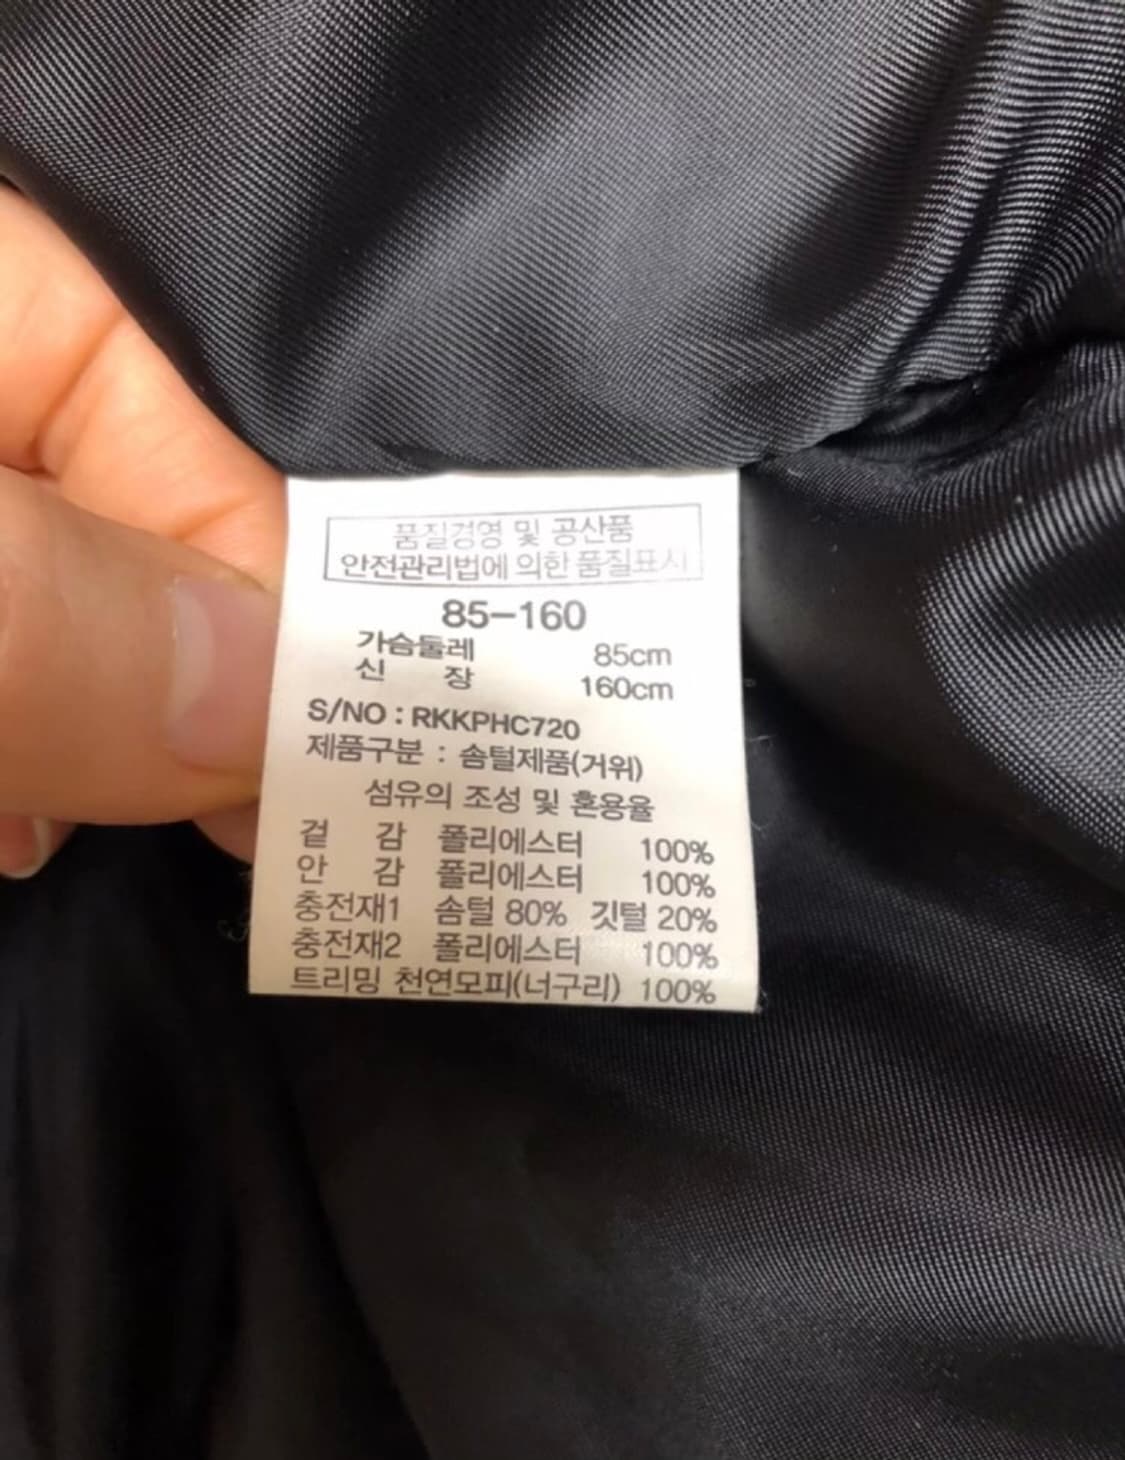 품질경영 및 공산품
안전관리법에 의한 품질표시
85-160
가슴둘레 85cm
신 장 160cm
S/NO : RKKPHC720
제품구분 : 솜털제품(거위)
섬유의 조성 및 혼용율
겉 감 폴리에스터 100%
안 감 폴리에스터 100%
충전재1 솜털 80% 깃털 20%
충전재2 폴리에스터 100%
트리밍 천연모피(너구리) 100%